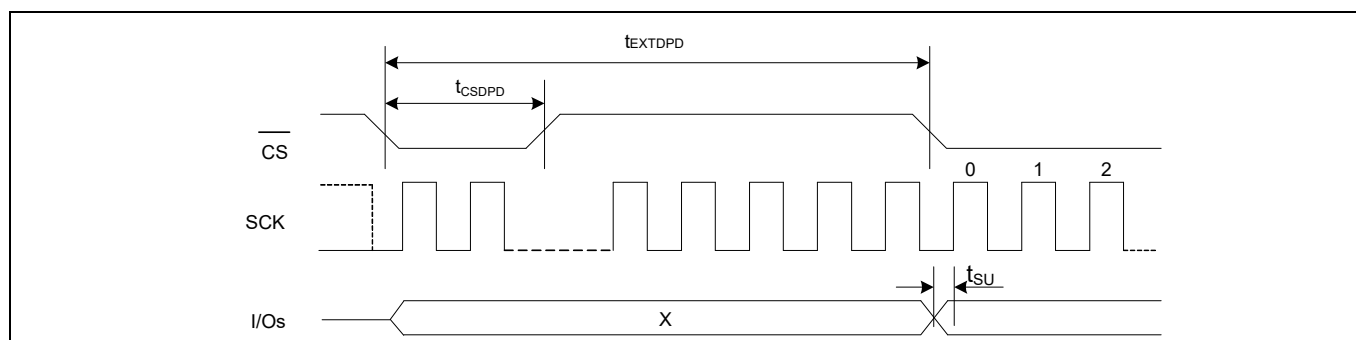 tEXTDPD
tCSDPD
CS
0 1 2
SCK
tSU
I/Os X